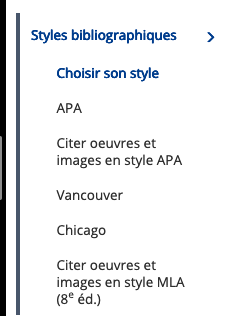 Styles bibliographiques
Choisir son style
APA
Citer oeuvres et
images en style APA
Vancouver
Chicago
Citer oeuvres et
images en style MLA
(8e éd.)